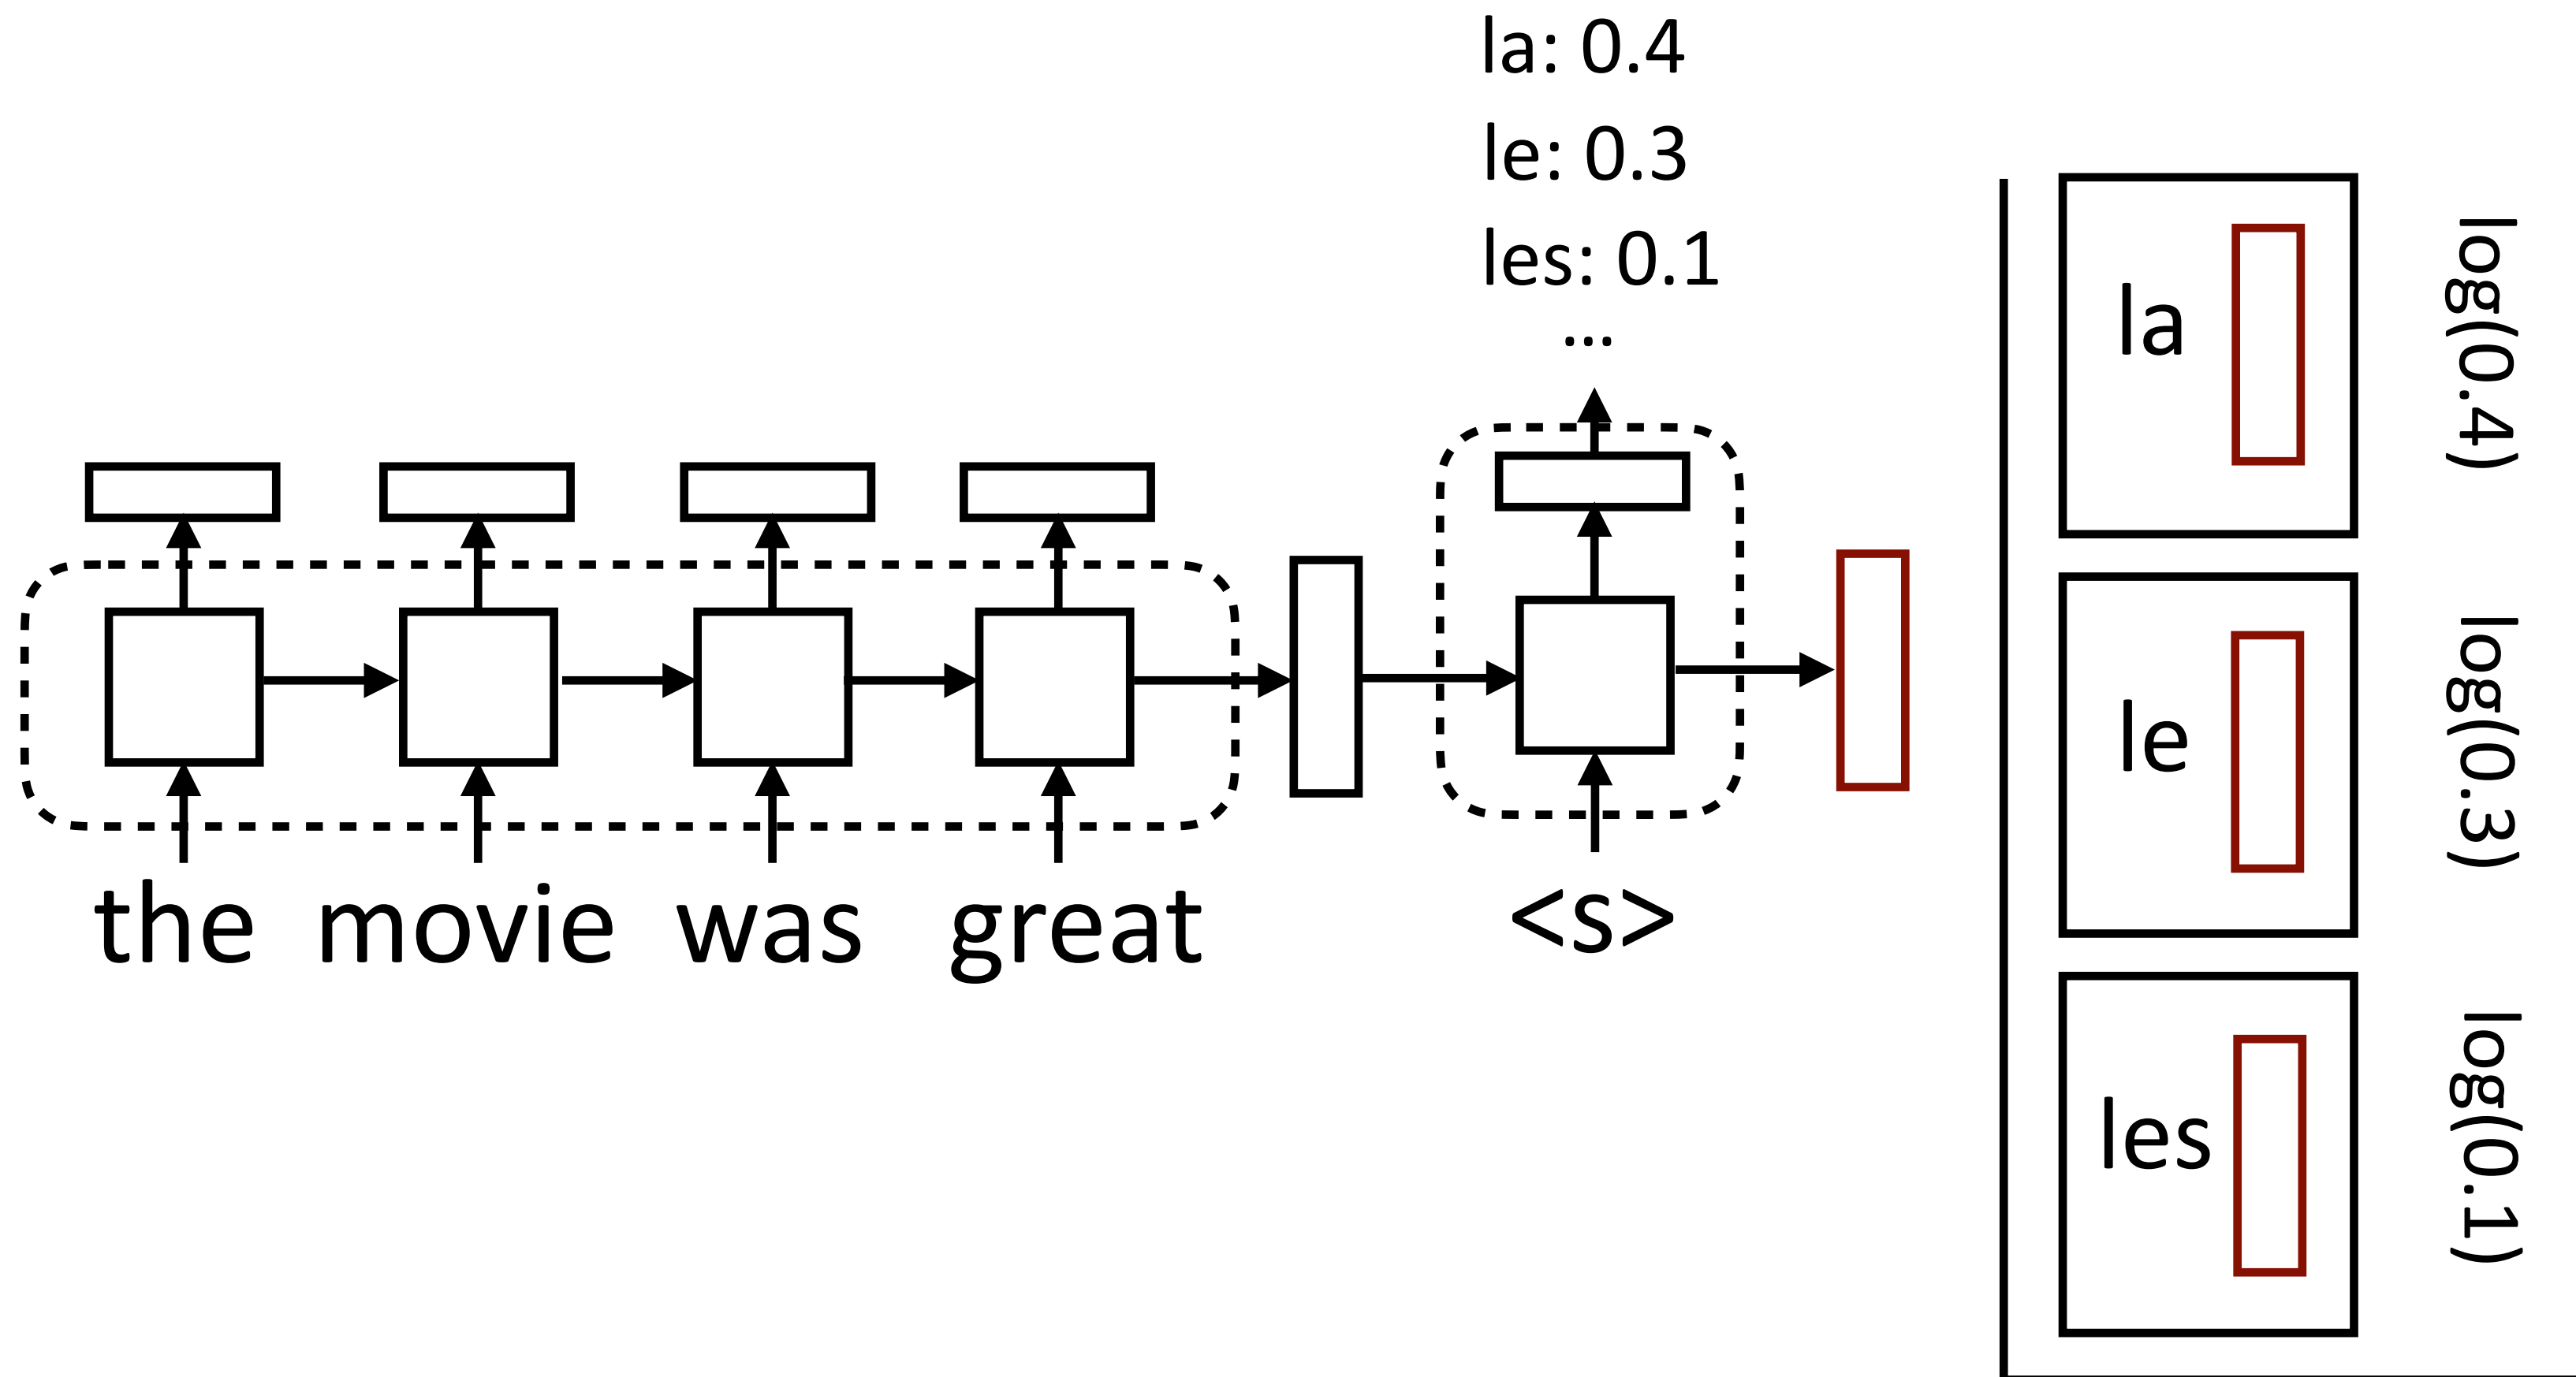 la: 0.4
le: 0.3
les: 0.1
...
the movie was great
<s>
la
log(0.4)
le
log(0.3)
les
log(0.1)